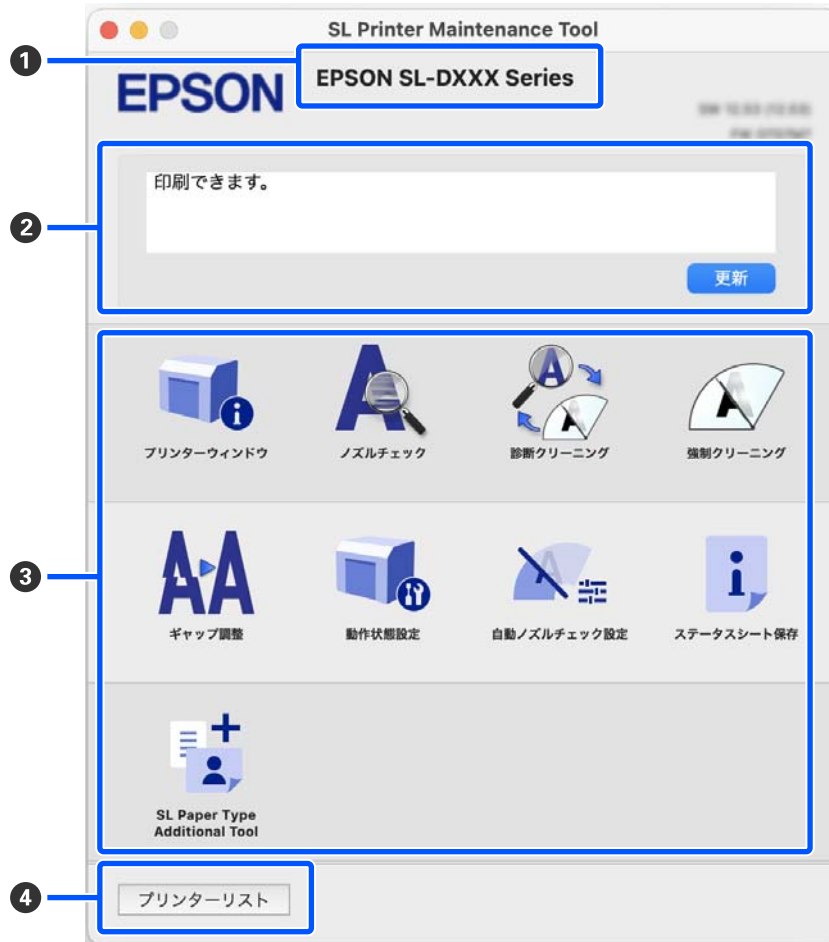 SL Printer Maintenance Tool
1
EPSON
EPSON SL-DXXX Series
2
印刷できます。
更新
3
プリンターウィンドウ
ノズルチェック
診断クリーニング
強制クリーニング
ギャップ調整
動作状態設定
自動ノズルチェック設定
ステータスシート保存
SL Paper Type
Additional Tool
4
プリンターリスト